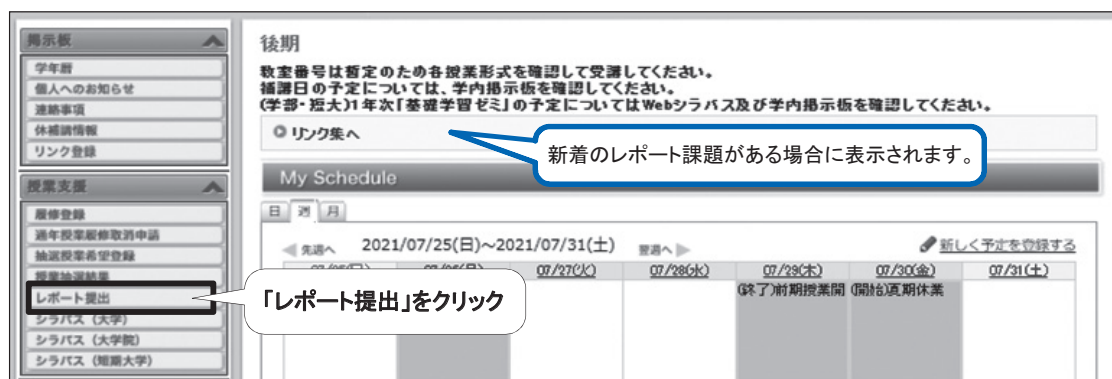 掲示板
学年暦
個人へのお知らせ
連絡事項
休補講情報
リンク登録
授業支援
履修登録
通年授業履修取消申請
抽選授業希望登録
授業抽選結果
レポート提出
シラバス（大学）
シラバス（大学院）
シラバス（短期大学）
「レポート提出」をクリック
後期
教室番号は暫定のため各授業形式を確認して受講してください。
補講日の予定については、学内掲示板を確認してください。
(学部・短大)1年次「基礎学習ゼミ」の予定についてはWebシラバス及び学内掲示板を確認してください。
リンク集へ
新着のレポート課題がある場合に表示されます。
My Schedule
日 週 月
先週へ 2021/07/25(日)～2021/07/31(土) 翌週へ 新しく予定を登録する
07/27(火) 07/28(水) 07/29(木) 07/30(金) 07/31(土)
(終了)前期授業開 (開始)夏期休業